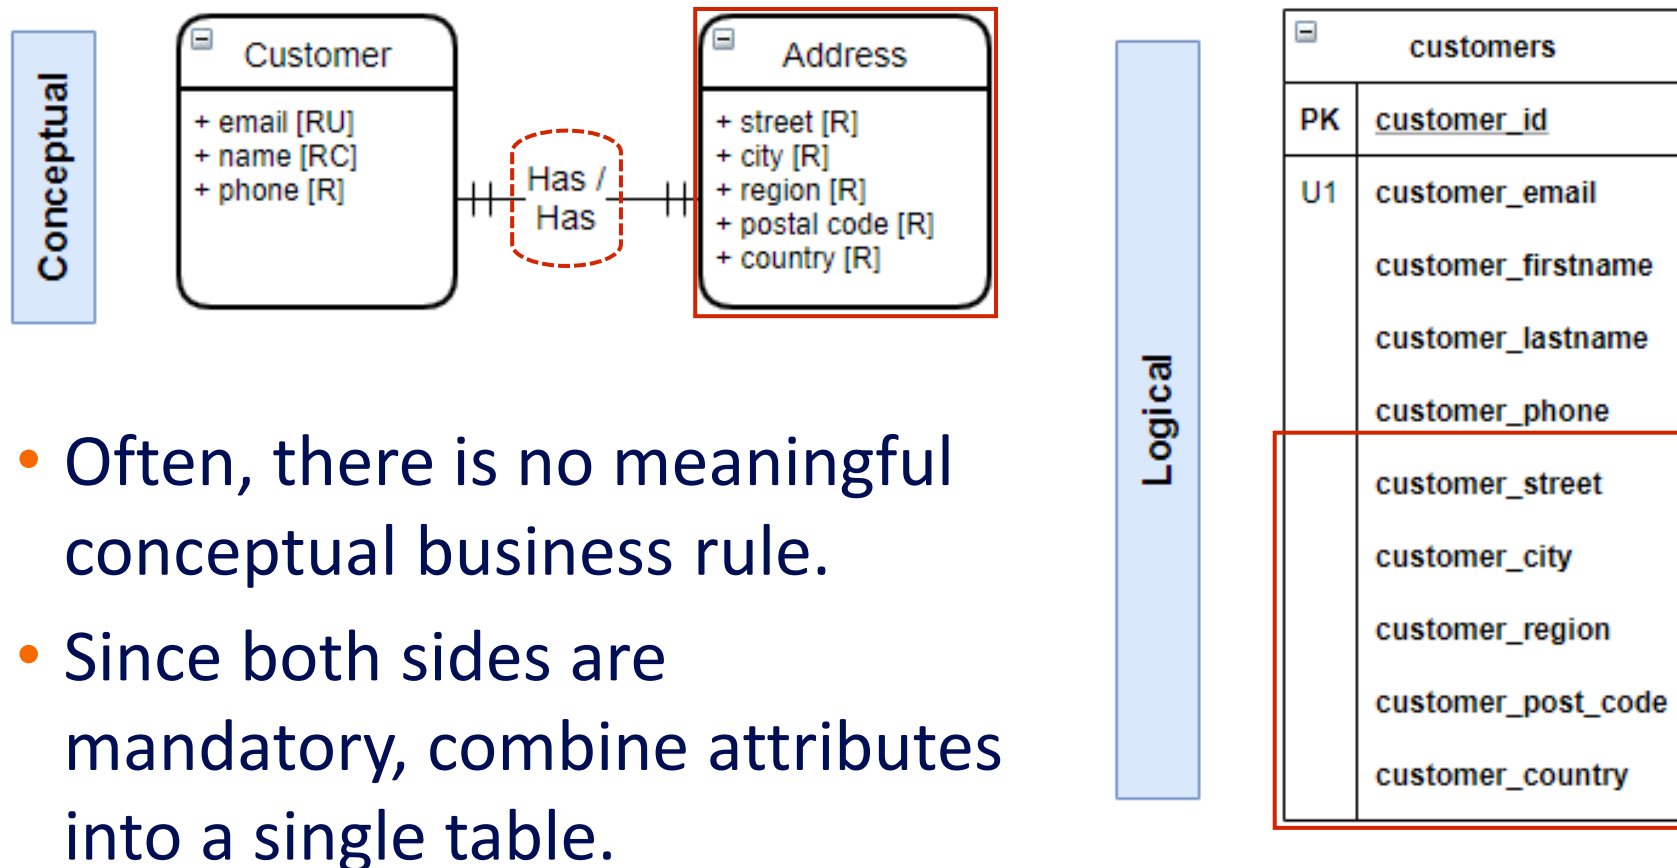 Conceptual
Customer
+ email [RU]
+ name [RC]
+ phone [R]
Has /
Has
Address
+ street [R]
+ city [R]
+ region [R]
+ postal code [R]
+ country [R]
• Often, there is no meaningful
conceptual business rule.
• Since both sides are
mandatory, combine attributes
into a single table.
Logical
customers
PK customer_id
U1 customer_email
customer_firstname
customer_lastname
customer_phone
customer_street
customer_city
customer_region
customer_post_code
customer_country